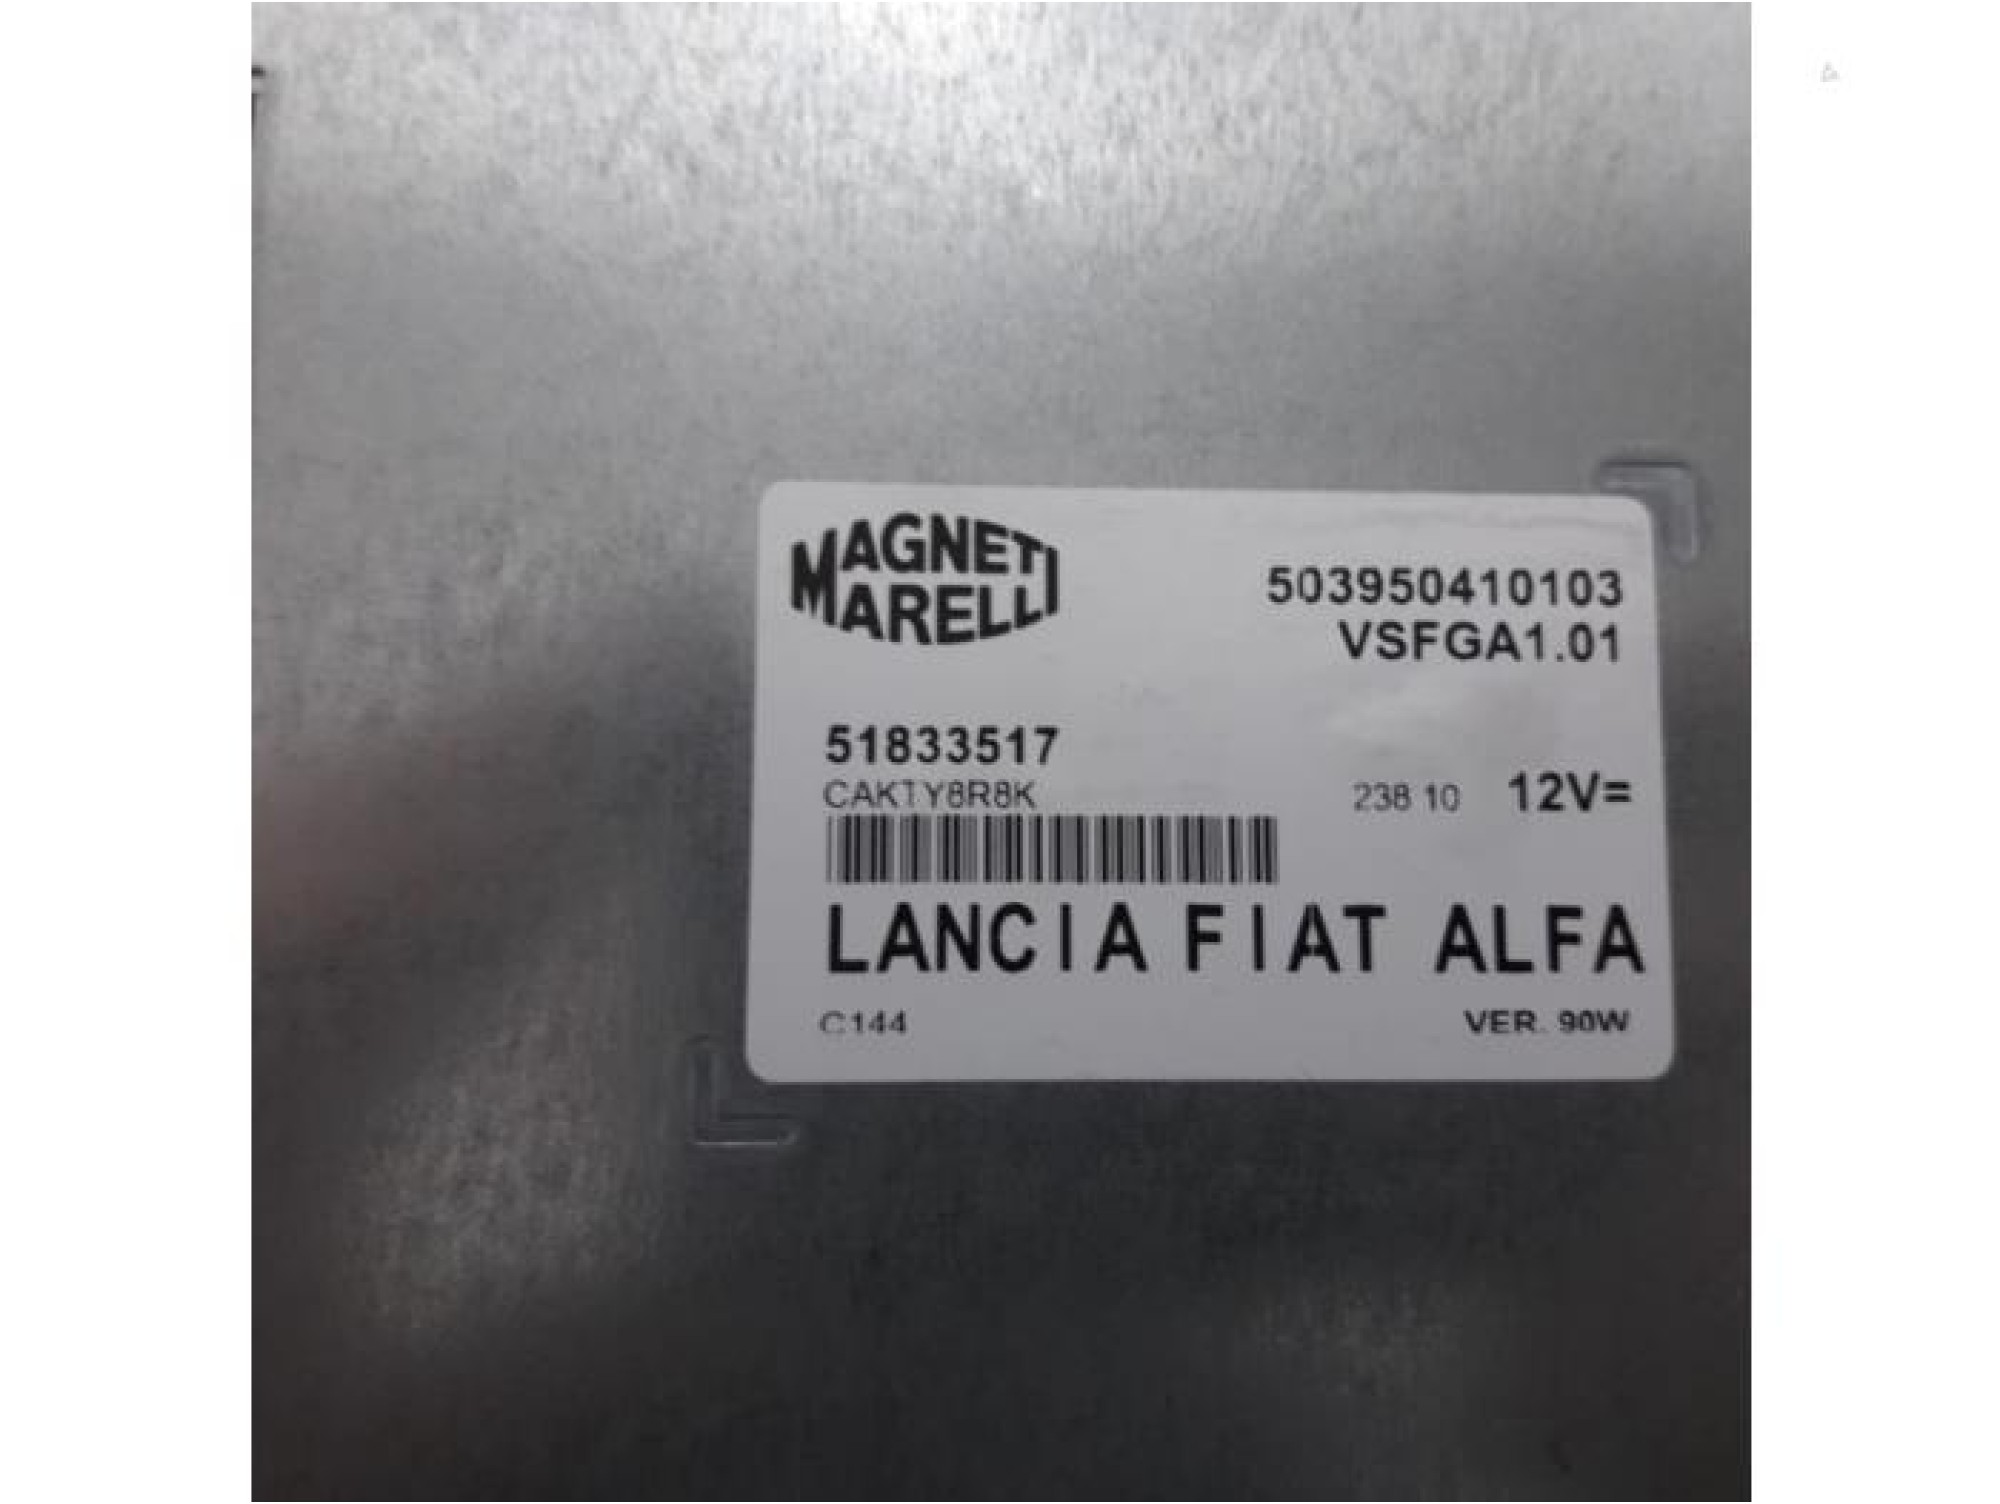 MAGNETI
MARELLI
503950410103
VSFGA1.01
51833517
CAKTY8R8K
238 10 12V=
LANCIA FIAT ALFA
C144
VER. 90W